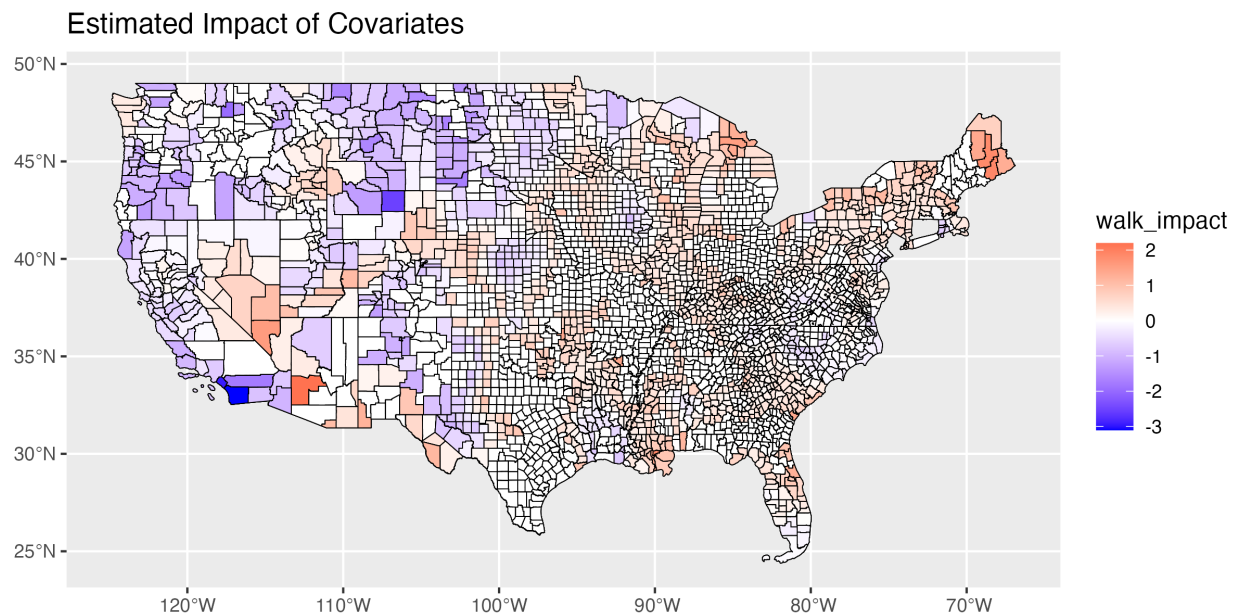 Estimated Impact of Covariates
50°N
45°N
40°N
35°N
30°N
25°N
120°W
110°W
100°W
90°W
80°W
70°W
walk_impact
2
1
0
-1
-2
-3